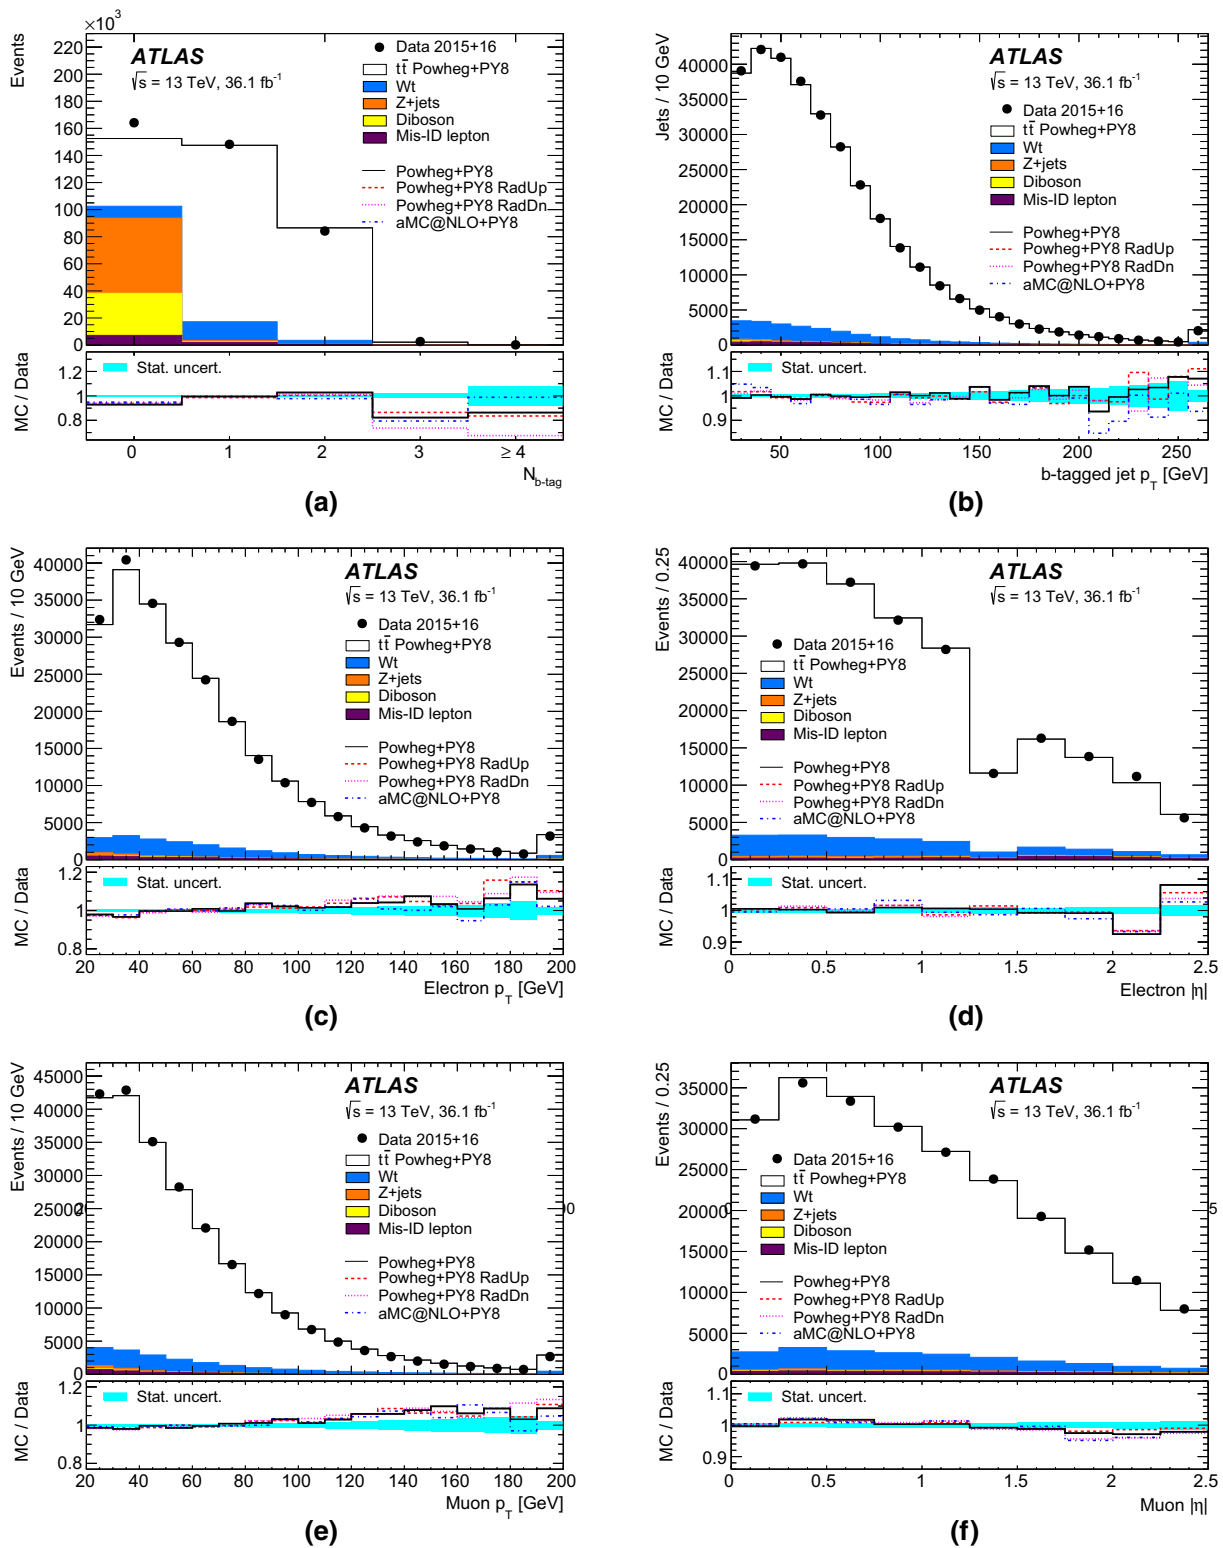 ×10³
Events
220
200
180
160
140
120
100
80
60
40
20
0
ATLAS
√s = 13 TeV, 36.1 fb⁻¹
Data 2015+16
tt̄ Powheg+PY8
Wt
Z+jets
Diboson
Mis-ID lepton
Powheg+PY8
Powheg+PY8 RadUp
Powheg+PY8 RadDn
aMC@NLO+PY8
MC / Data
1.2
1
0.8
Stat. uncert.
0 1 2 3 ≥ 4
N_b-tag
(a)
Jets / 10 GeV
40000
35000
30000
25000
20000
15000
10000
5000
0
ATLAS
√s = 13 TeV, 36.1 fb⁻¹
Data 2015+16
tt̄ Powheg+PY8
Wt
Z+jets
Diboson
Mis-ID lepton
Powheg+PY8
Powheg+PY8 RadUp
Powheg+PY8 RadDn
aMC@NLO+PY8
MC / Data
1.2
1.1
1
0.9
0.8
Stat. uncert.
50 100 150 200 250
b-tagged jet p_T [GeV]
(b)
Events / 10 GeV
40000
35000
30000
25000
20000
15000
10000
5000
0
ATLAS
√s = 13 TeV, 36.1 fb⁻¹
Data 2015+16
tt̄ Powheg+PY8
Wt
Z+jets
Diboson
Mis-ID lepton
Powheg+PY8
Powheg+PY8 RadUp
Powheg+PY8 RadDn
aMC@NLO+PY8
MC / Data
1.2
1
0.8
Stat. uncert.
20 40 60 80 100 120 140 160 180 200
Electron p_T [GeV]
(c)
Events / 0.25
40000
35000
30000
25000
20000
15000
10000
5000
0
ATLAS
√s = 13 TeV, 36.1 fb⁻¹
Data 2015+16
tt̄ Powheg+PY8
Wt
Z+jets
Diboson
Mis-ID lepton
Powheg+PY8
Powheg+PY8 RadUp
Powheg+PY8 RadDn
aMC@NLO+PY8
MC / Data
1.1
1
0.9
Stat. uncert.
0 0.5 1 1.5 2 2.5
Electron |η|
(d)
Events / 10 GeV
45000
40000
35000
30000
25000
20000
15000
10000
5000
0
ATLAS
√s = 13 TeV, 36.1 fb⁻¹
Data 2015+16
tt̄ Powheg+PY8
Wt
Z+jets
Diboson
Mis-ID lepton
Powheg+PY8
Powheg+PY8 RadUp
Powheg+PY8 RadDn
aMC@NLO+PY8
MC / Data
1.2
1
0.8
Stat. uncert.
20 40 60 80 100 120 140 160 180 200
Muon p_T [GeV]
(e)
Events / 0.25
35000
30000
25000
20000
15000
10000
5000
0
ATLAS
√s = 13 TeV, 36.1 fb⁻¹
Data 2015+16
tt̄ Powheg+PY8
Wt
Z+jets
Diboson
Mis-ID lepton
Powheg+PY8
Powheg+PY8 RadUp
Powheg+PY8 RadDn
aMC@NLO+PY8
MC / Data
1.1
1
0.9
Stat. uncert.
0 0.5 1 1.5 2 2.5
Muon |η|
(f)